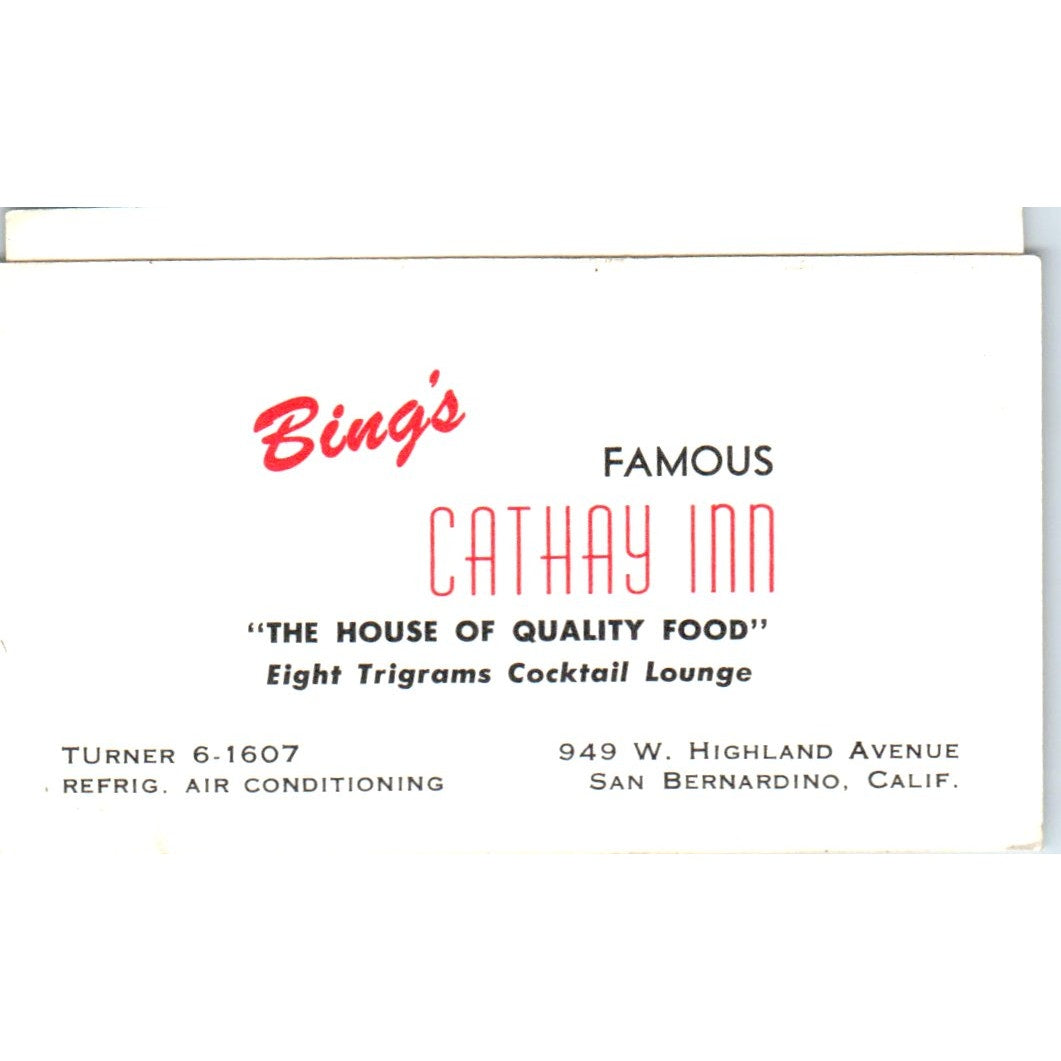 Bing's
FAMOUS
CATHAY INN
"THE HOUSE OF QUALITY FOOD"
Eight Trigrams Cocktail Lounge
TURNER 6-1607
REFRIG. AIR CONDITIONING
949 W. HIGHLAND AVENUE
SAN BERNARDINO, CALIF.